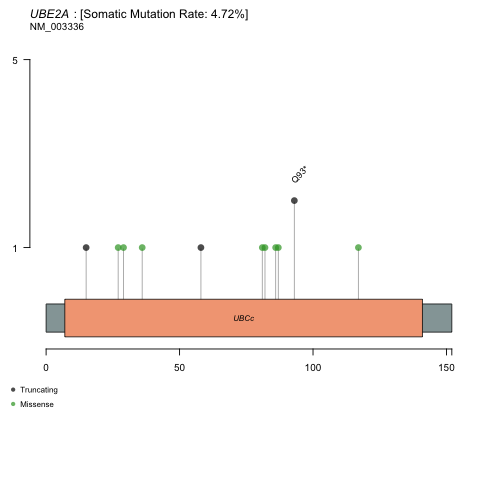 UBE2A : [Somatic Mutation Rate: 4.72%]
NM_003336
5
Q93*
1
UBCc
0 50 100 150
Truncating
Missense